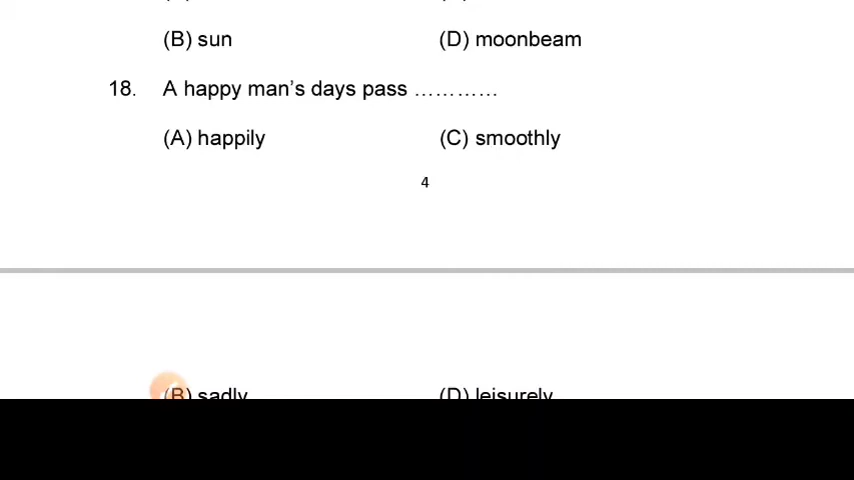 (B) sun (D) moonbeam
18. A happy man's days pass …………
(A) happily (C) smoothly
4
(B) sadly (D) leisurely